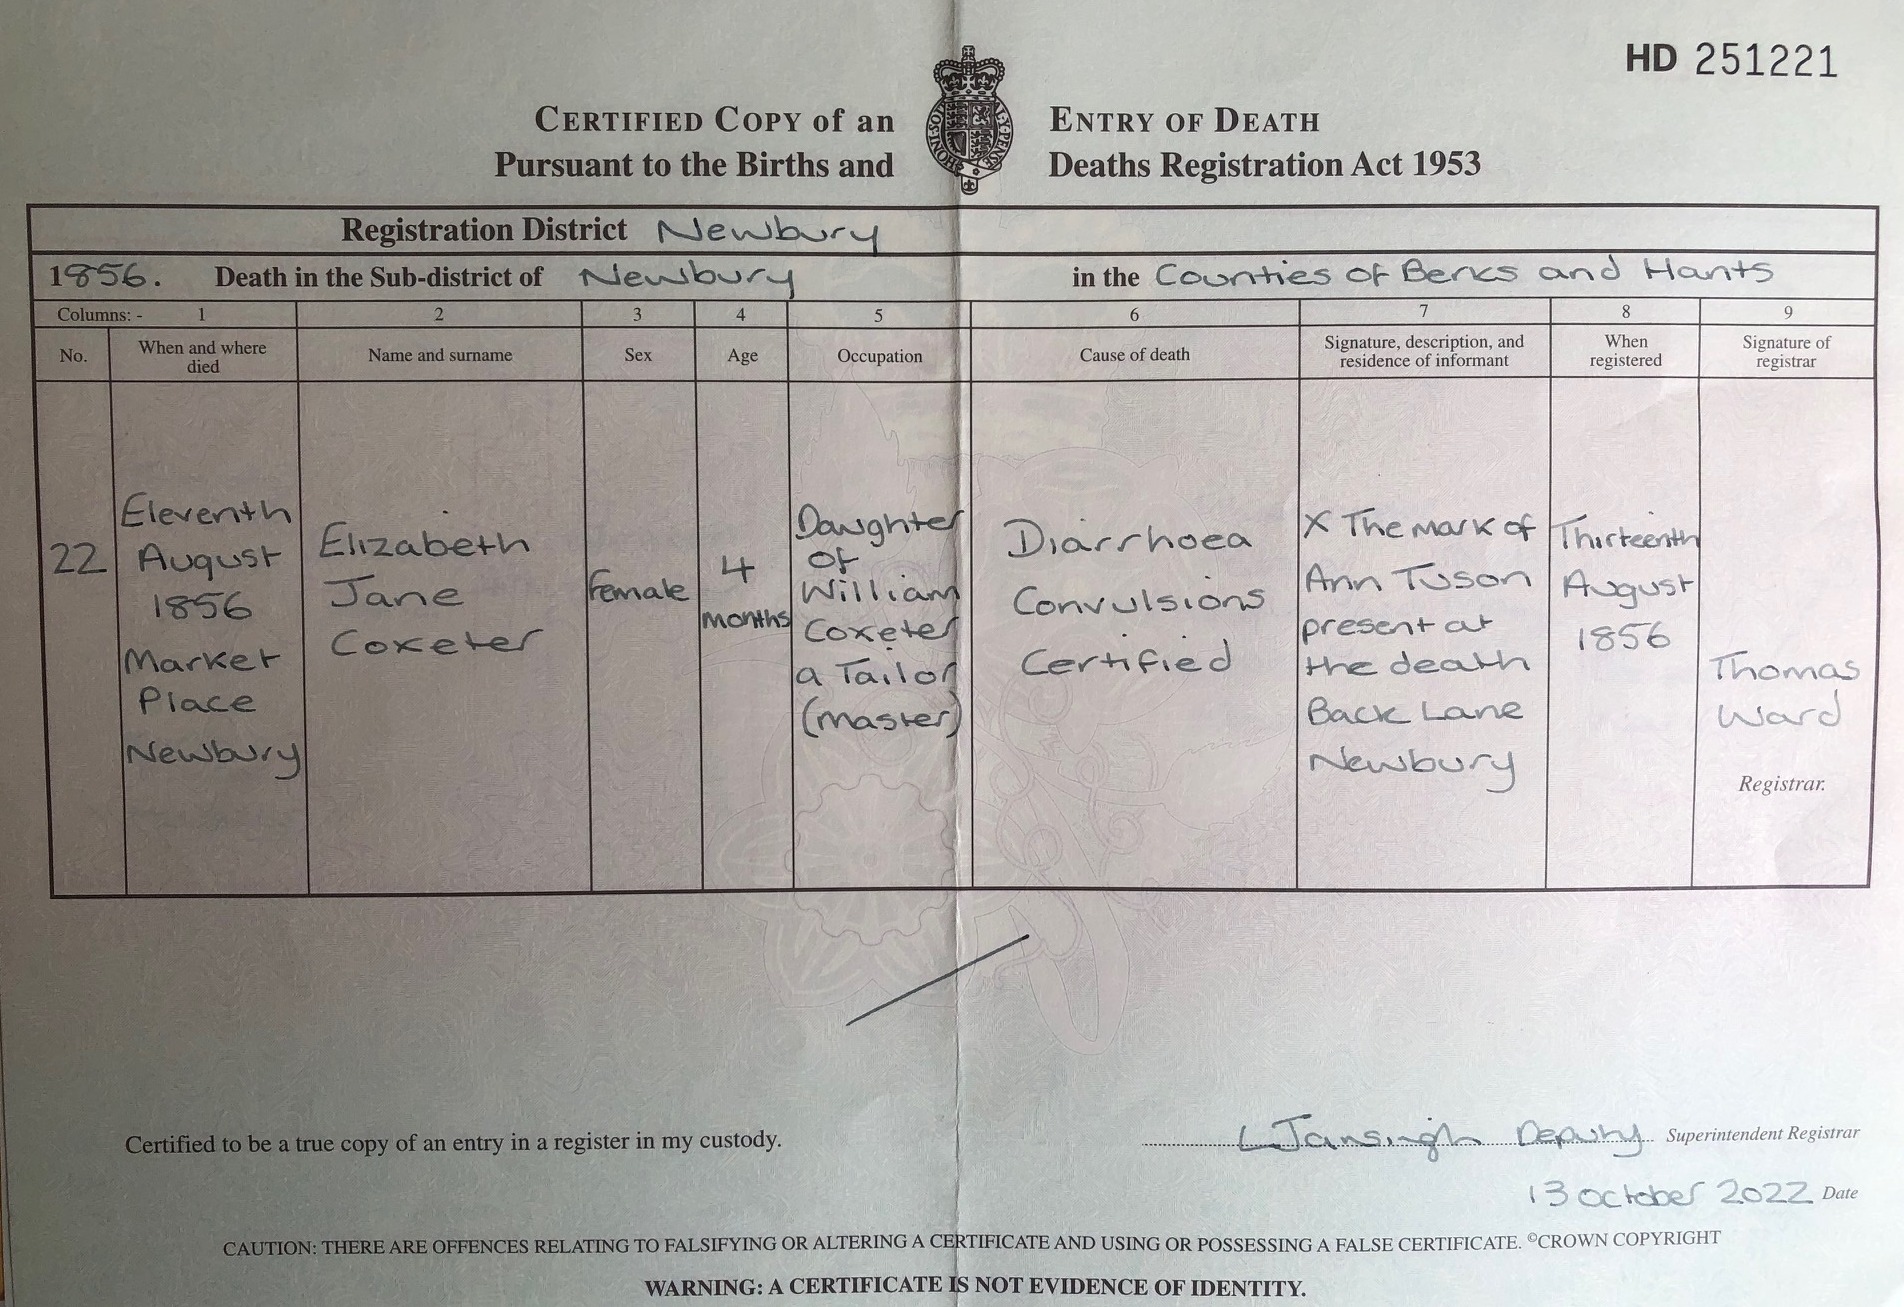 HD 251221
CERTIFIED COPY of an ENTRY OF DEATH
Pursuant to the Births and Deaths Registration Act 1953
Registration District Newbury
1856. Death in the Sub-district of Newbury in the Counties of Berks and Hants
Columns: - 1 2 3 4 5 6 7 8 9
No.
When and where
died
Name and surname
Sex
Age
Occupation
Cause of death
Signature, description, and
residence of informant
When
registered
Signature of
registrar
22
Eleventh
August
1856
Market
Place
Newbury
Elizabeth
Jane
Coxeter
Female
4
months
Daughter
of
William
Coxeter
a Tailor
(master)
Diarrhoea
Convulsions
Certified
X The mark of
Ann Tuson
present at
the death
Back Lane
Newbury
Thirteenth
August
1856
Thomas
Ward
Registrar.
Certified to be a true copy of an entry in a register in my custody.
Deputy Superintendent Registrar
13 October 2022 Date
CAUTION: THERE ARE OFFENCES RELATING TO FALSIFYING OR ALTERING A CERTIFICATE AND USING OR POSSESSING A FALSE CERTIFICATE. ©CROWN COPYRIGHT
WARNING: A CERTIFICATE IS NOT EVIDENCE OF IDENTITY.